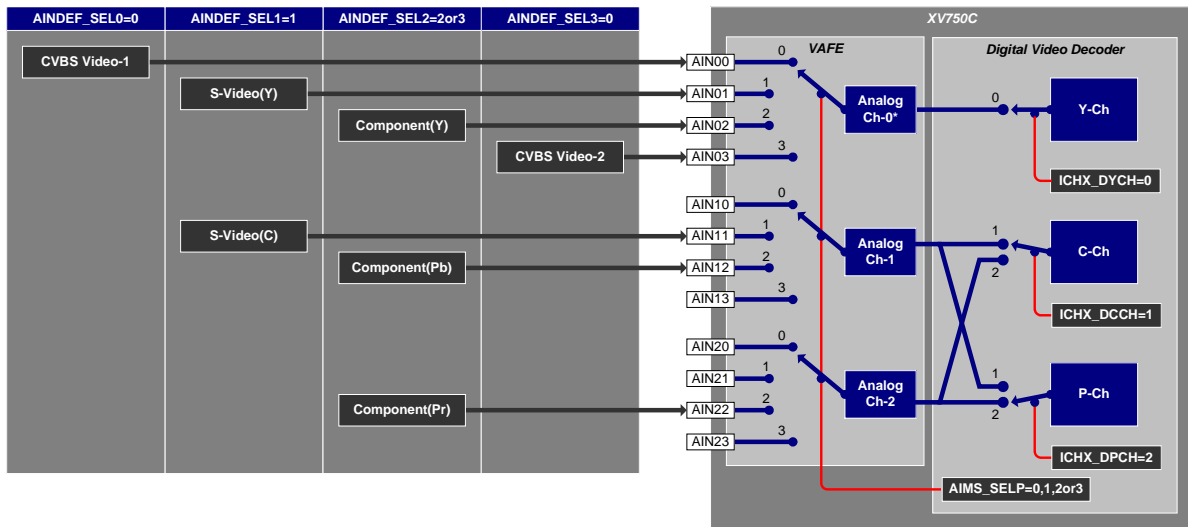 AINDEF_SEL0=0
AINDEF_SEL1=1
AINDEF_SEL2=2or3
AINDEF_SEL3=0
XV750C
VAFE
Digital Video Decoder
CVBS Video-1
S-Video(Y)
Component(Y)
CVBS Video-2
S-Video(C)
Component(Pb)
Component(Pr)
AIN00
0
AIN01
1
AIN02
2
AIN03
3
Analog
Ch-0*
0
Y-Ch
ICHX_DYCH=0
AIN10
0
AIN11
1
AIN12
2
AIN13
3
Analog
Ch-1
1
2
C-Ch
ICHX_DCCH=1
AIN20
0
AIN21
1
AIN22
2
AIN23
3
Analog
Ch-2
1
2
P-Ch
ICHX_DPCH=2
AIMS_SELP=0,1,2or3